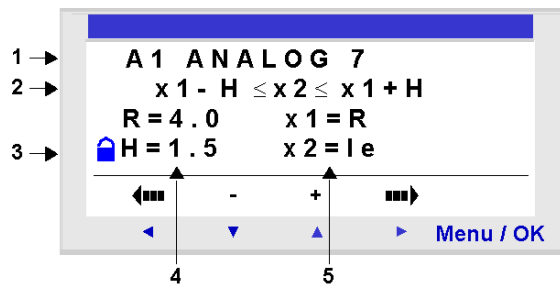 1 A1 ANALOG 7
2 x1 - H ≤ x2 ≤ x1 + H
R = 4.0 x1 = R
3 H = 1.5 x2 = Ie
- +
Menu / OK
4 5